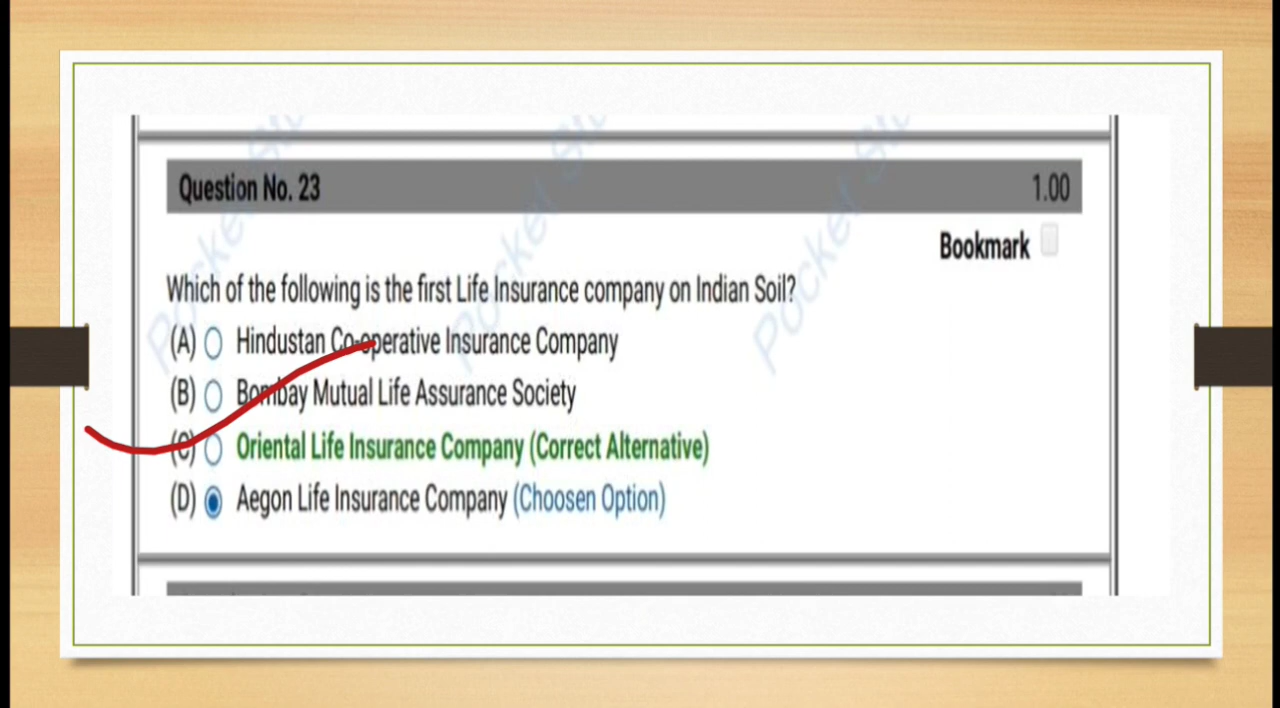 Question No. 23 1.00
Bookmark
Which of the following is the first Life Insurance company on Indian Soil?
(A) Hindustan Co-operative Insurance Company
(B) Bombay Mutual Life Assurance Society
(C) Oriental Life Insurance Company (Correct Alternative)
(D) Aegon Life Insurance Company (Choosen Option)